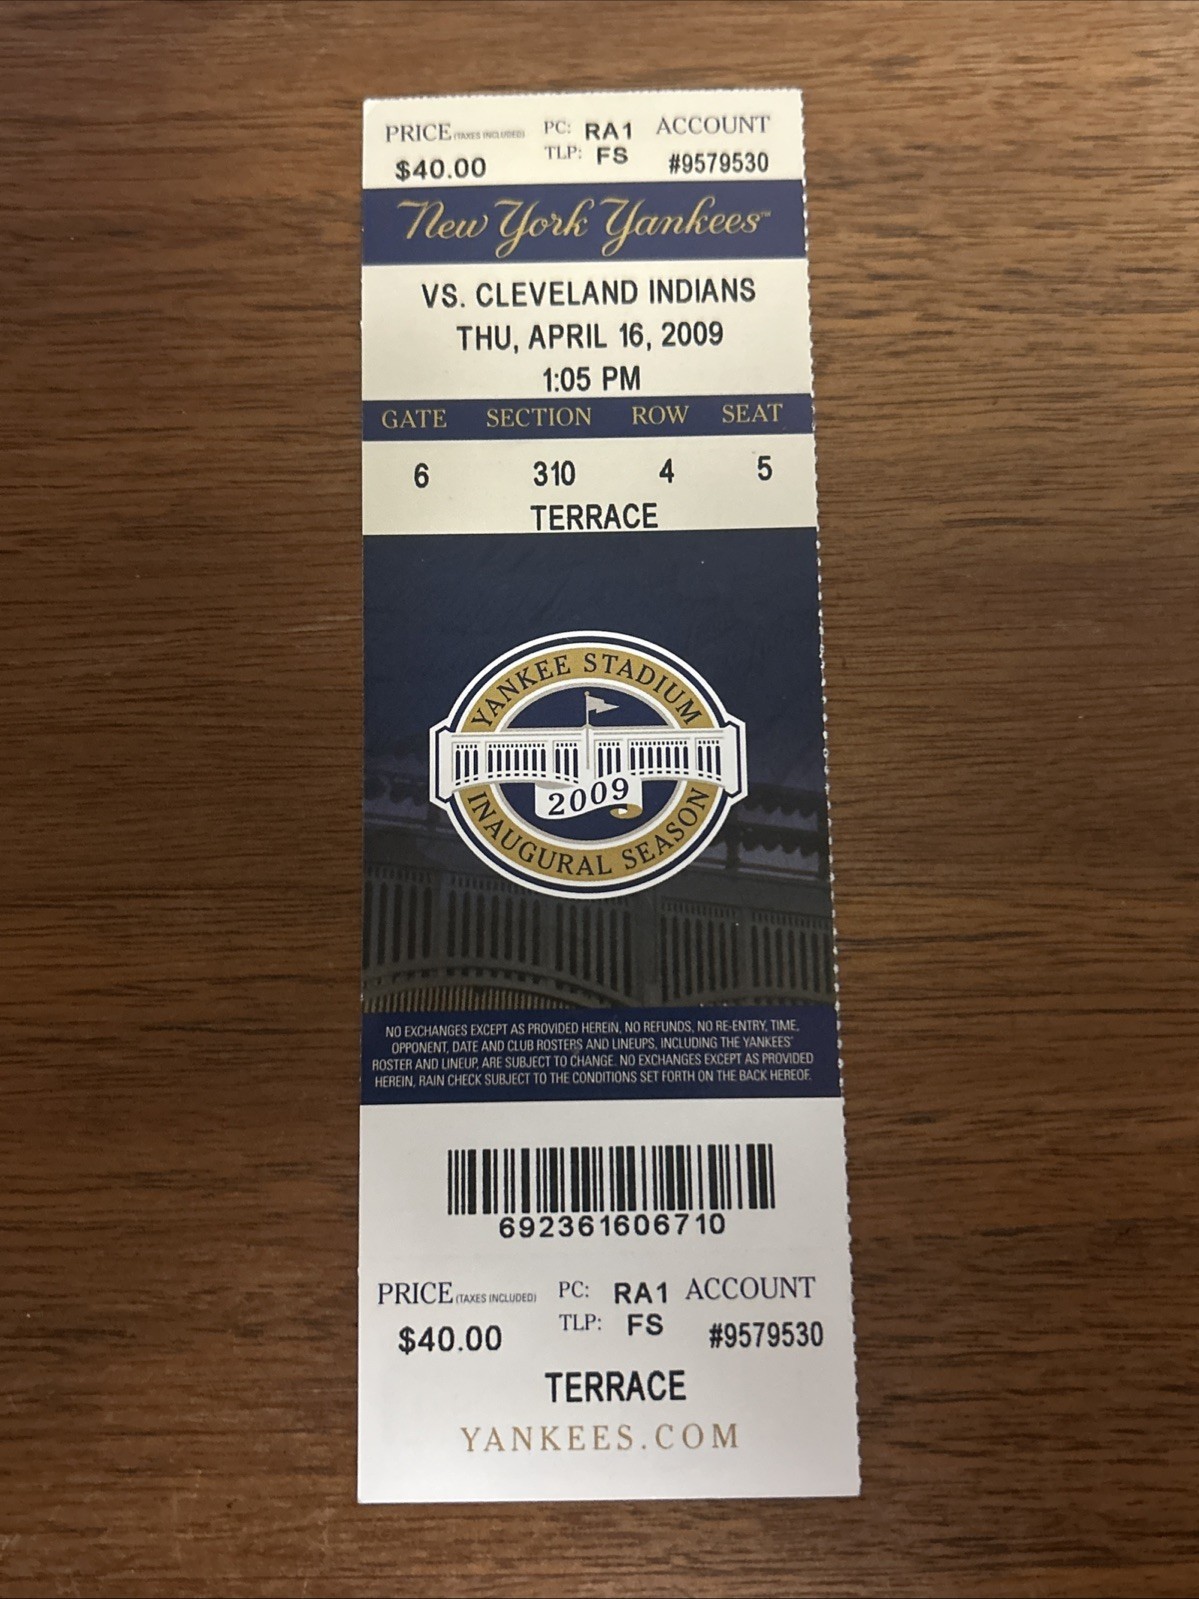 PRICE (TAXES INCLUDED) PC: RA1 ACCOUNT
$40.00 TLP: FS #9579530
New York Yankees™
VS. CLEVELAND INDIANS
THU, APRIL 16, 2009
1:05 PM
GATE SECTION ROW SEAT
6 310 4 5
TERRACE
YANKEE STADIUM
2009
INAUGURAL SEASON
NO EXCHANGES EXCEPT AS PROVIDED HEREIN, NO REFUNDS, NO RE-ENTRY, TIME,
OPPONENT, DATE AND CLUB ROSTERS AND LINEUPS, INCLUDING THE YANKEES'
ROSTER AND LINEUP, ARE SUBJECT TO CHANGE. NO EXCHANGES EXCEPT AS PROVIDED
HEREIN, RAIN CHECK SUBJECT TO THE CONDITIONS SET FORTH ON THE BACK HEREOF.
692361606710
PRICE (TAXES INCLUDED) PC: RA1 ACCOUNT
$40.00 TLP: FS #9579530
TERRACE
YANKEES.COM